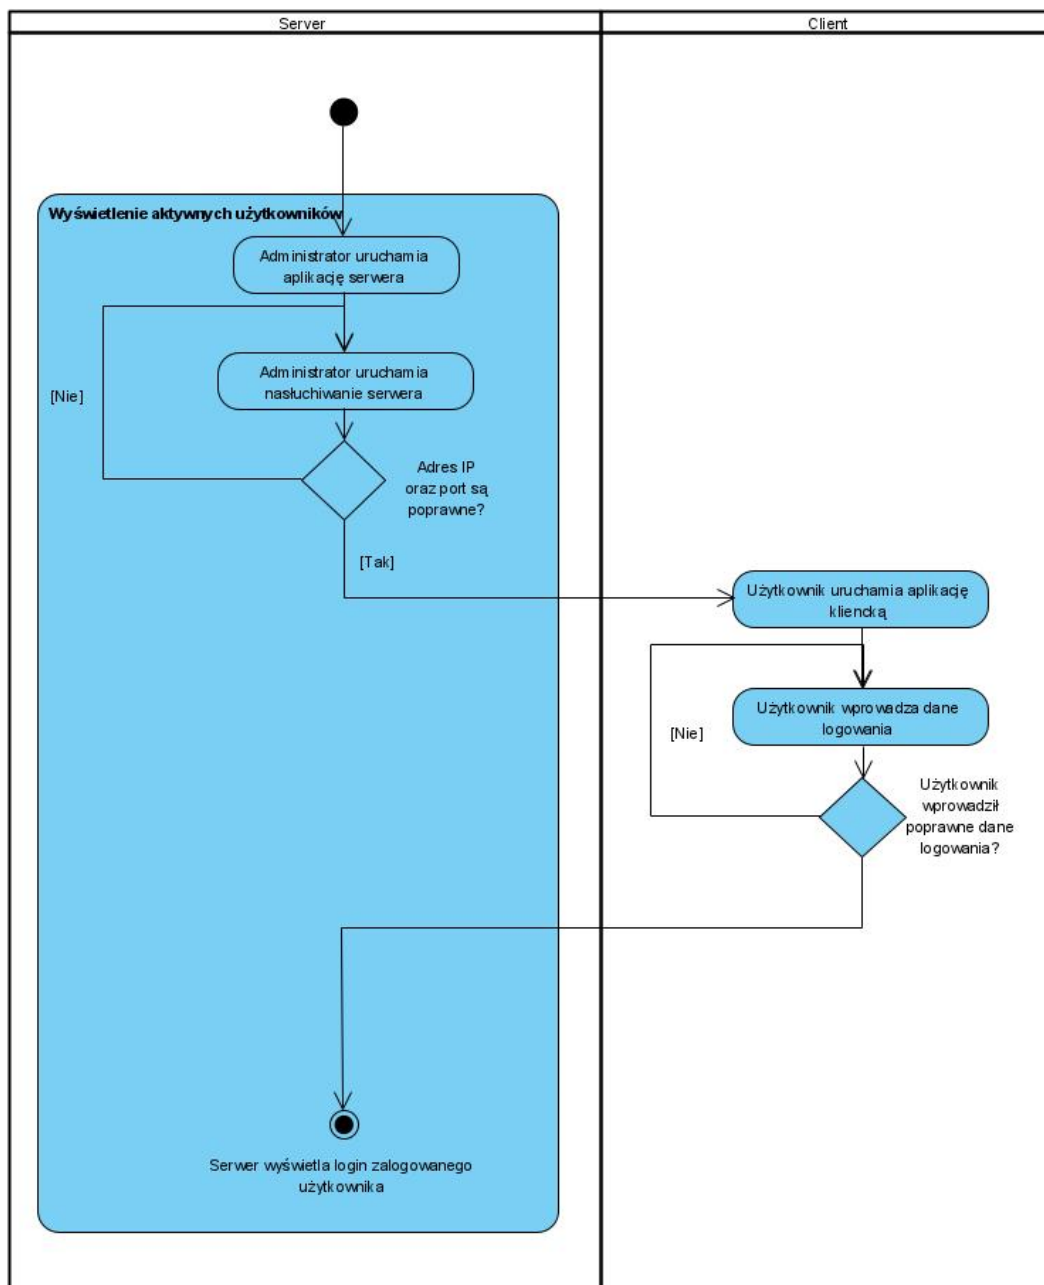 Server
Client
Wyświetlenie aktywnych użytkowników
Administrator uruchamia
aplikację serwera
Administrator uruchamia
nasłuchiwanie serwera
[Nie]
Adres IP
oraz port są
poprawne?
[Tak]
Użytkownik uruchamia aplikację
kliencką
Użytkownik wprowadza dane
logowania
[Nie]
Użytkownik
wprowadził
poprawne dane
logowania?
Serwer wyświetla login zalogowanego
użytkownika